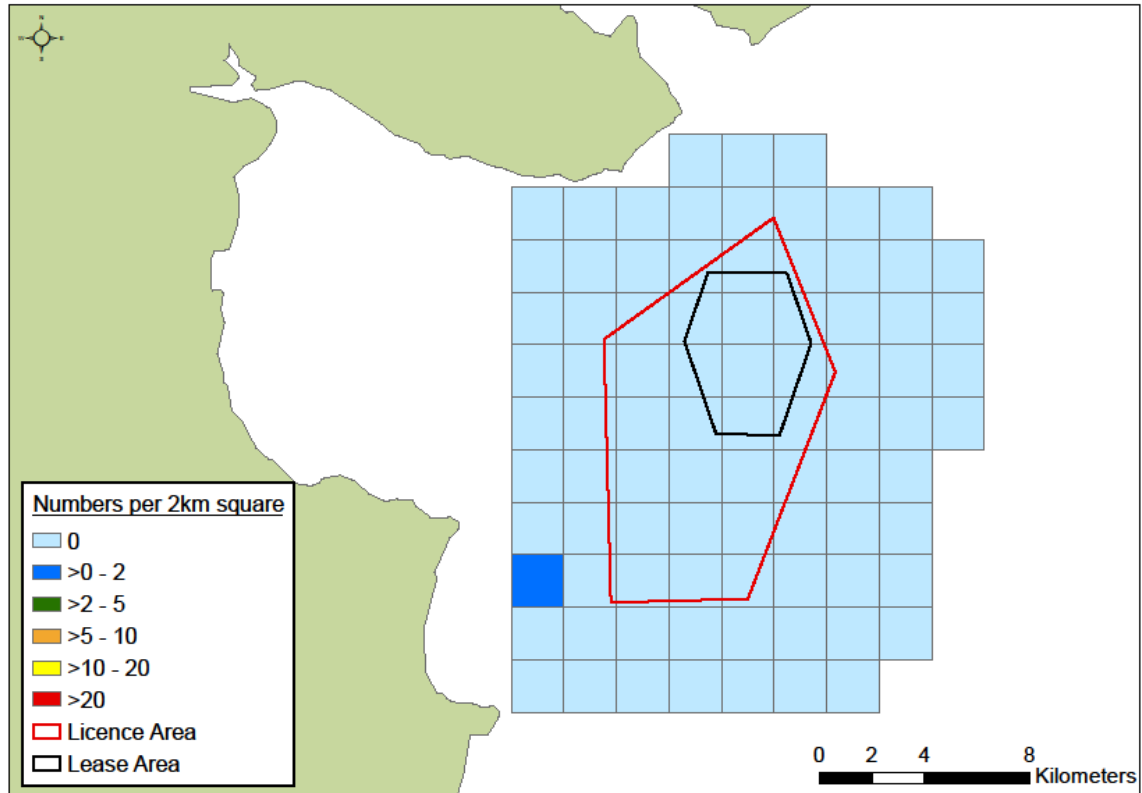 N
E
S
Numbers per 2km square
0
>0 - 2
>2 - 5
>5 - 10
>10 - 20
>20
Licence Area
Lease Area
0 2 4 8
Kilometers